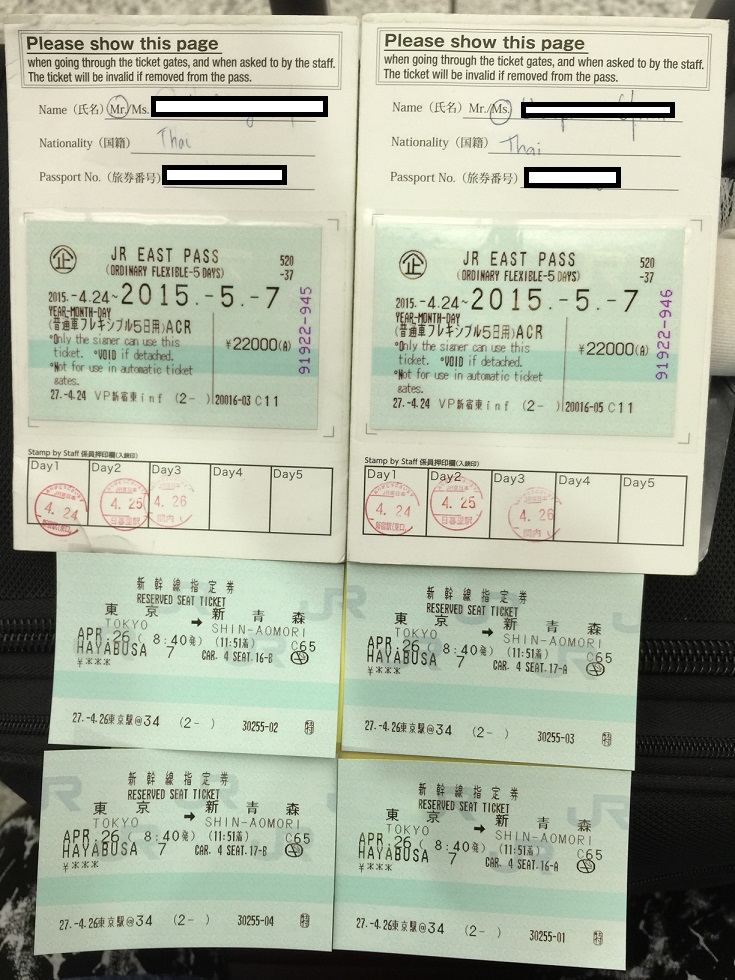 Please show this page
when going through the ticket gates, and when asked to by the staff.
The ticket will be invalid if removed from the pass.
Name (氏名) Mr./Ms.
Nationality (国籍) Thai
Passport No. (旅券番号)
企 JR EAST PASS 520
(ORDINARY FLEXIBLE-5 DAYS) -37
2015.-4.24~2015.-5.-7
YEAR-MONTH-DAY
(普通車フレキシブル5日用)ACR
*Only the signer can use this
ticket. *VOID if detached.
*Not for use in automatic ticket
gates.
¥22000(A)
91922-945
27.-4.24 VP新宿東inf (2- )20016-03 C11
Stamp by Staff 係員押印欄(入鋏印)
Day1 Day2 Day3 Day4 Day5
4.24 4.25 4.26
日暮里駅
Please show this page
when going through the ticket gates, and when asked to by the staff.
The ticket will be invalid if removed from the pass.
Name (氏名) Mr./Ms.
Nationality (国籍) Thai
Passport No. (旅券番号)
企 JR EAST PASS 520
(ORDINARY FLEXIBLE-5 DAYS) -37
2015.-4.24~2015.-5.-7
YEAR-MONTH-DAY
(普通車フレキシブル5日用)ACR
*Only the signer can use this
ticket. *VOID if detached.
*Not for use in automatic ticket
gates.
¥22000(A)
91922-946
27.-4.24 VP新宿東inf (2- )20016-05 C11
Stamp by Staff 係員押印欄(入鋏印)
Day1 Day2 Day3 Day4 Day5
4.24 4.25 4.26
日暮里駅
新幹線指定券
RESERVED SEAT TICKET
東京 → 新青森
TOKYO SHIN-AOMORI
APR.26( 8:40発) (11:51着) C65
HAYABUSA 7 CAR. 4 SEAT.16-B
¥***
27.-4.26東京駅@34 (2- ) 30255-02
新幹線指定券
RESERVED SEAT TICKET
東京 → 新青森
TOKYO SHIN-AOMORI
APR.26( 8:40発) (11:51着) C65
HAYABUSA 7 CAR. 4 SEAT.17-A
¥***
27.-4.26東京駅@34 (2- ) 30255-03
新幹線指定券
RESERVED SEAT TICKET
東京 → 新青森
TOKYO SHIN-AOMORI
APR.26( 8:40発) (11:51着) C65
HAYABUSA 7 CAR. 4 SEAT.17-B
¥***
27.-4.26東京駅@34 (2- ) 30255-04
新幹線指定券
RESERVED SEAT TICKET
東京 → 新青森
TOKYO SHIN-AOMORI
APR.26( 8:40発) (11:51着) C65
HAYABUSA 7 CAR. 4 SEAT.16-A
¥***
27.-4.26東京駅@34 (2- ) 30255-01